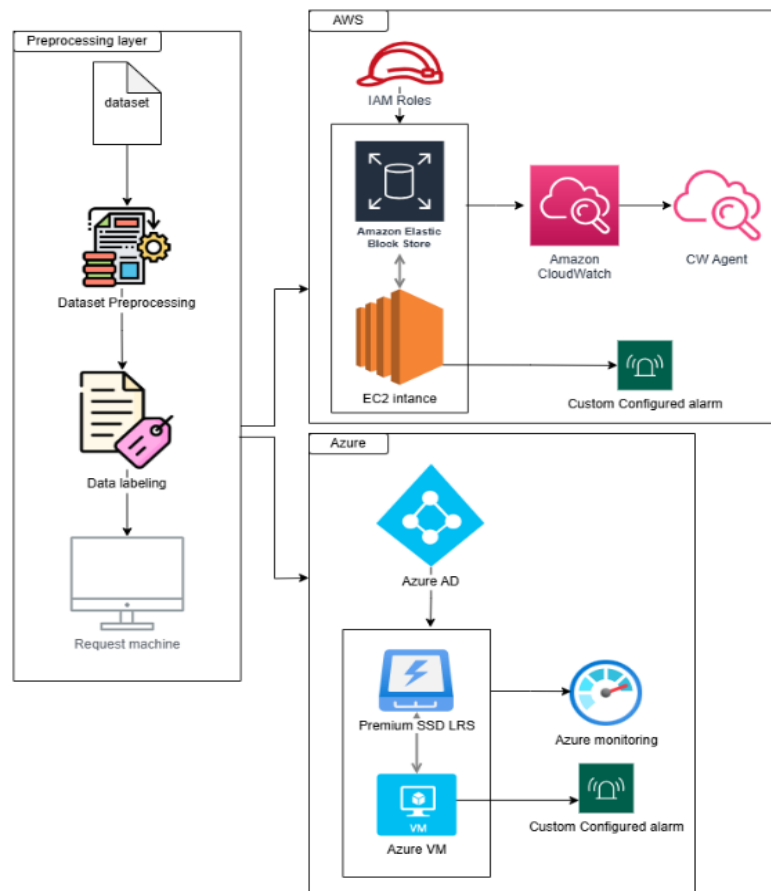 Preprocessing layer
dataset
Dataset Preprocessing
Data labeling
Request machine
AWS
IAM Roles
Amazon Elastic
Block Store
Amazon
CloudWatch
CW Agent
EC2 intance
Custom Configured alarm
Azure
Azure AD
Premium SSD LRS
Azure monitoring
VM
Azure VM
Custom Configured alarm